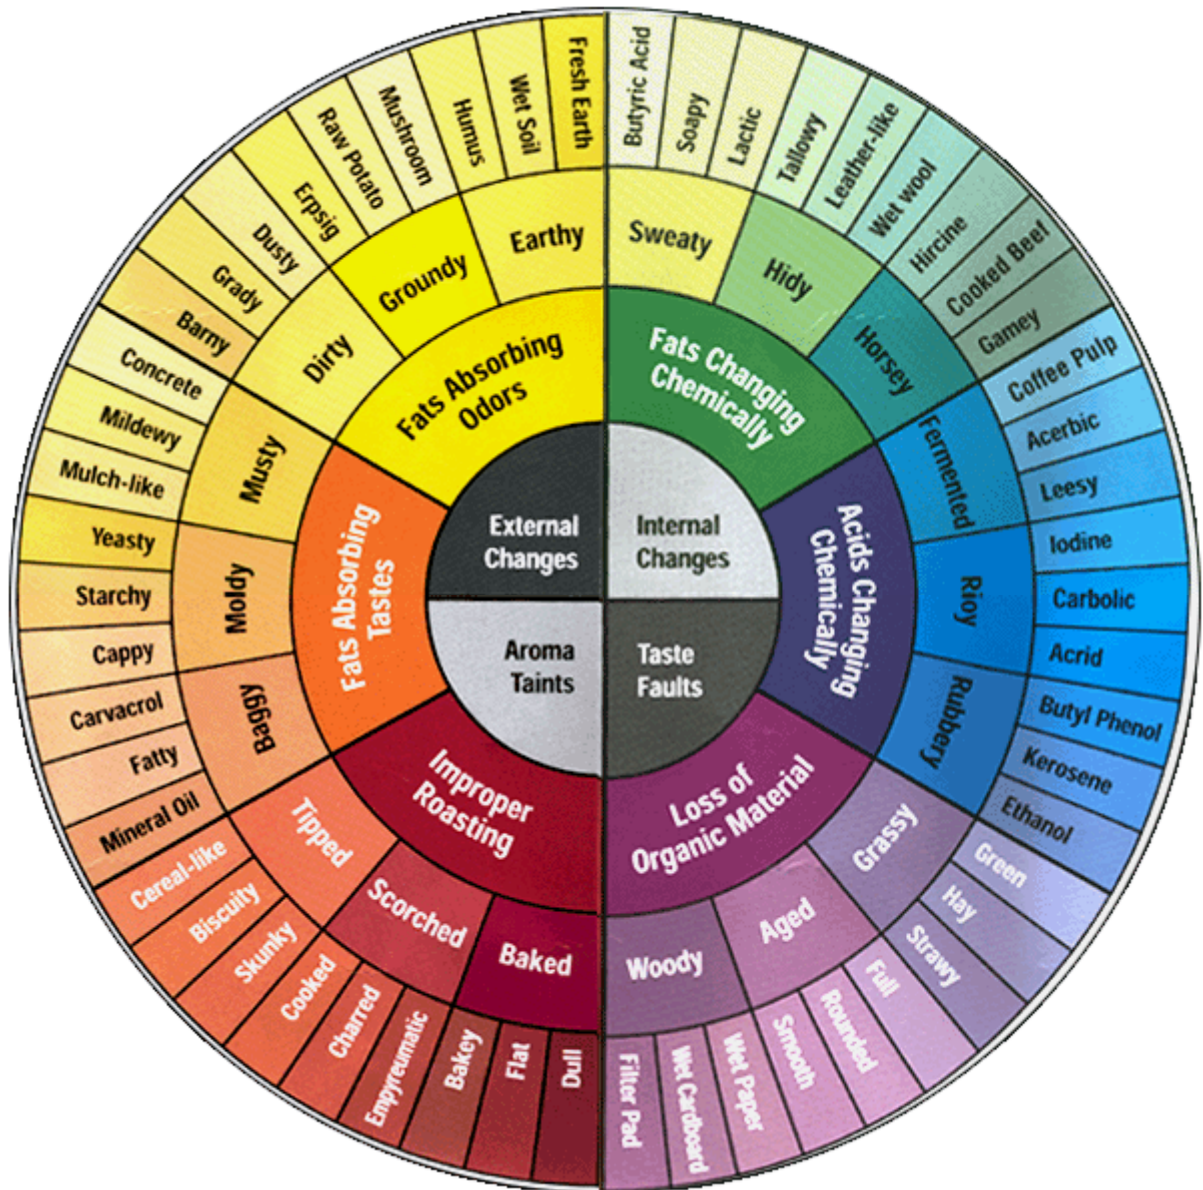 External
Changes
Internal
Changes
Aroma
Taints
Taste
Faults
Fats Absorbing
Odors
Fats Changing
Chemically
Acids Changing
Chemically
Loss of
Organic Material
Improper
Roasting
Fats Absorbing
Tastes
Earthy
Groundy
Dirty
Musty
Moldy
Baggy
Tipped
Scorched
Baked
Woody
Aged
Grassy
Rubbery
Rioy
Fermented
Horsey
Hidy
Sweaty
Butyric Acid
Soapy
Lactic
Tallowy
Leather-like
Wet wool
Hircine
Cooked Beef
Gamey
Coffee Pulp
Acerbic
Leesy
Iodine
Carbolic
Acrid
Butyl Phenol
Kerosene
Ethanol
Green
Hay
Strawy
Full
Rounded
Smooth
Wet Paper
Wet Cardboard
Filter Pad
Dull
Flat
Bakey
Empyreumatic
Charred
Cooked
Skunky
Biscuity
Cereal-like
Mineral Oil
Fatty
Carvacrol
Cappy
Starchy
Yeasty
Mulch-like
Mildewy
Concrete
Barny
Grady
Dusty
Erpsig
Raw Potato
Mushroom
Humus
Wet Soil
Fresh Earth